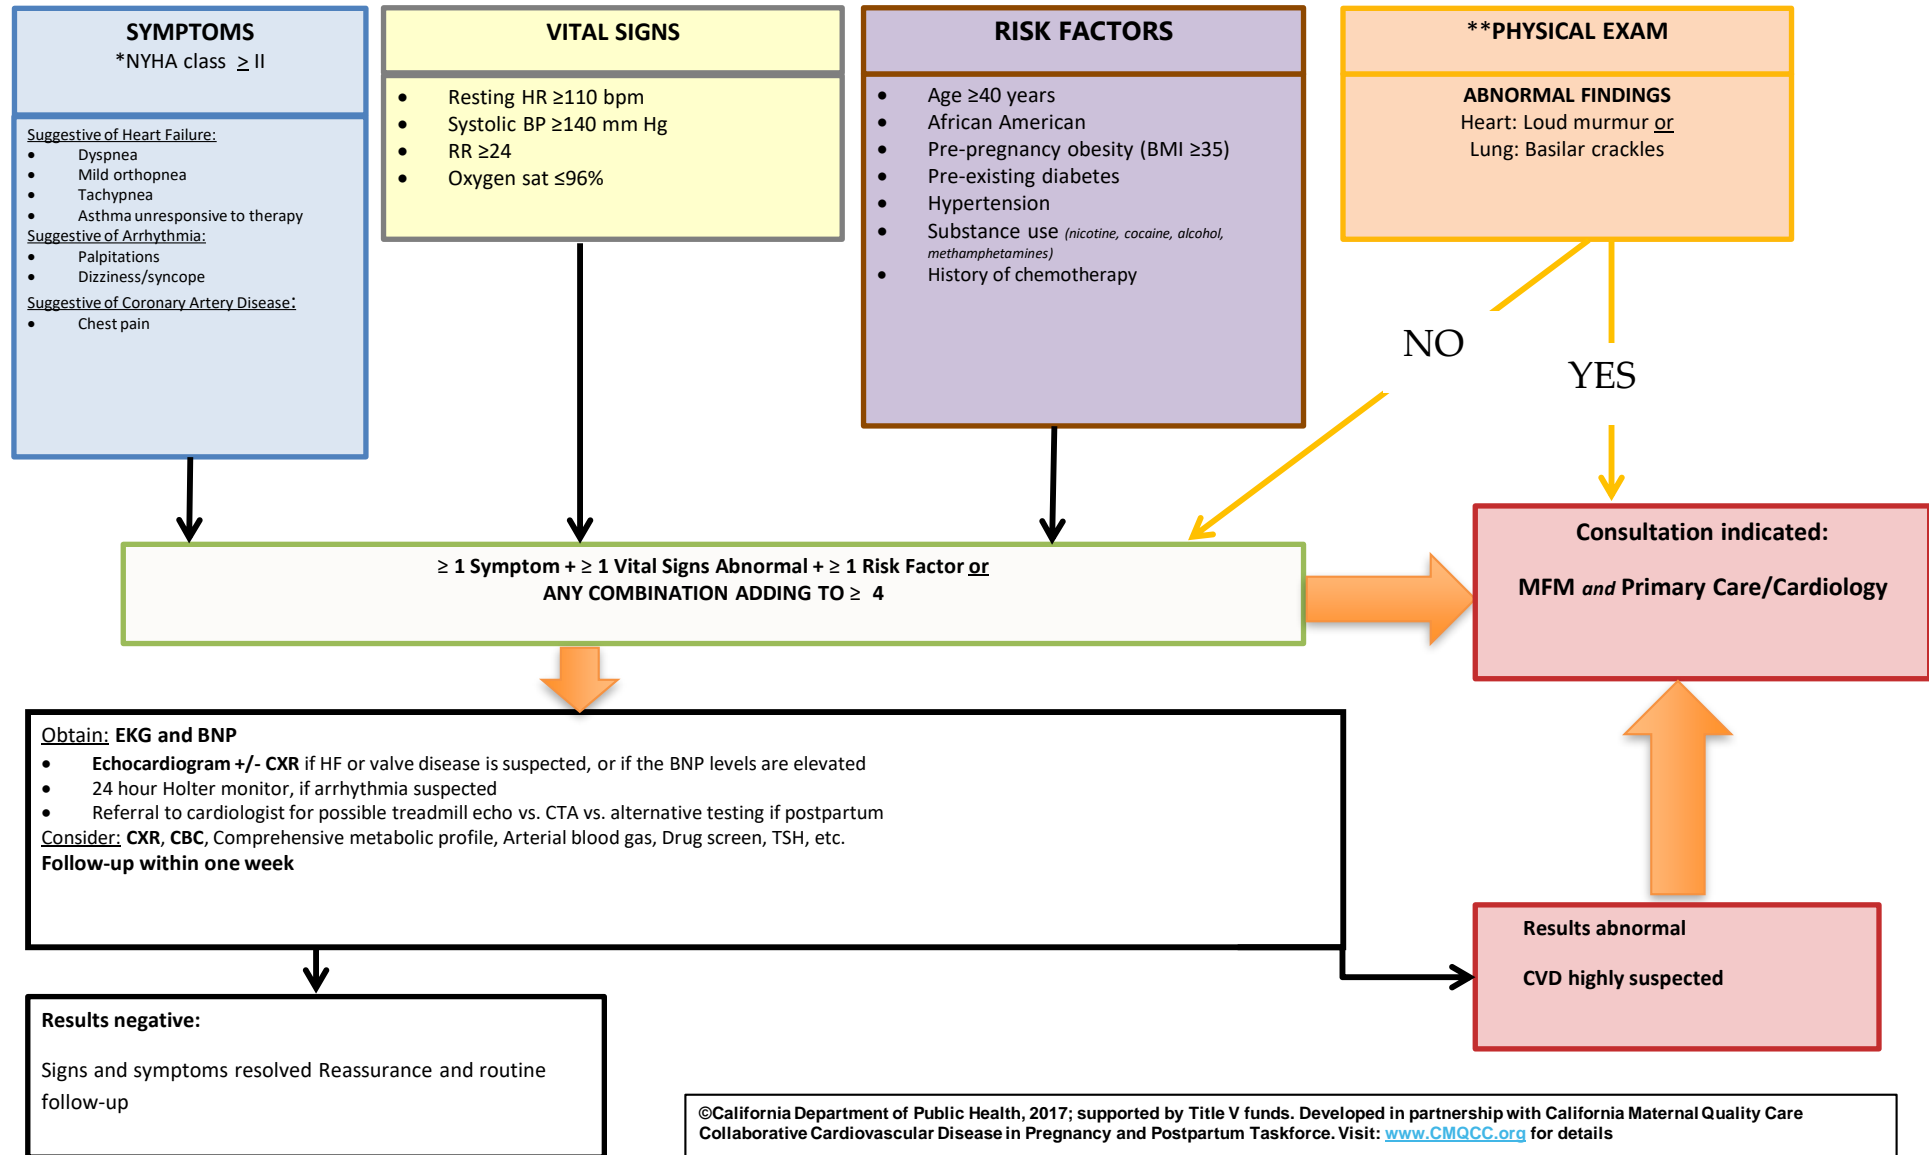 SYMPTOMS
*NYHA class ≥ II
Suggestive of Heart Failure:
• Dyspnea
• Mild orthopnea
• Tachypnea
• Asthma unresponsive to therapy
Suggestive of Arrhythmia:
• Palpitations
• Dizziness/syncope
Suggestive of Coronary Artery Disease:
• Chest pain
VITAL SIGNS
• Resting HR ≥110 bpm
• Systolic BP ≥140 mm Hg
• RR ≥24
• Oxygen sat ≤96%
RISK FACTORS
• Age ≥40 years
• African American
• Pre-pregnancy obesity (BMI ≥35)
• Pre-existing diabetes
• Hypertension
• Substance use (nicotine, cocaine, alcohol,
methamphetamines)
• History of chemotherapy
**PHYSICAL EXAM
ABNORMAL FINDINGS
Heart: Loud murmur or
Lung: Basilar crackles
NO
YES
≥ 1 Symptom + ≥ 1 Vital Signs Abnormal + ≥ 1 Risk Factor or
ANY COMBINATION ADDING TO ≥ 4
Consultation indicated:
MFM and Primary Care/Cardiology
Obtain: EKG and BNP
• Echocardiogram +/- CXR if HF or valve disease is suspected, or if the BNP levels are elevated
• 24 hour Holter monitor, if arrhythmia suspected
• Referral to cardiologist for possible treadmill echo vs. CTA vs. alternative testing if postpartum
Consider: CXR, CBC, Comprehensive metabolic profile, Arterial blood gas, Drug screen, TSH, etc.
Follow-up within one week
Results abnormal
CVD highly suspected
Results negative:
Signs and symptoms resolved Reassurance and routine
follow-up
©California Department of Public Health, 2017; supported by Title V funds. Developed in partnership with California Maternal Quality Care
Collaborative Cardiovascular Disease in Pregnancy and Postpartum Taskforce. Visit: www.CMQCC.org for details